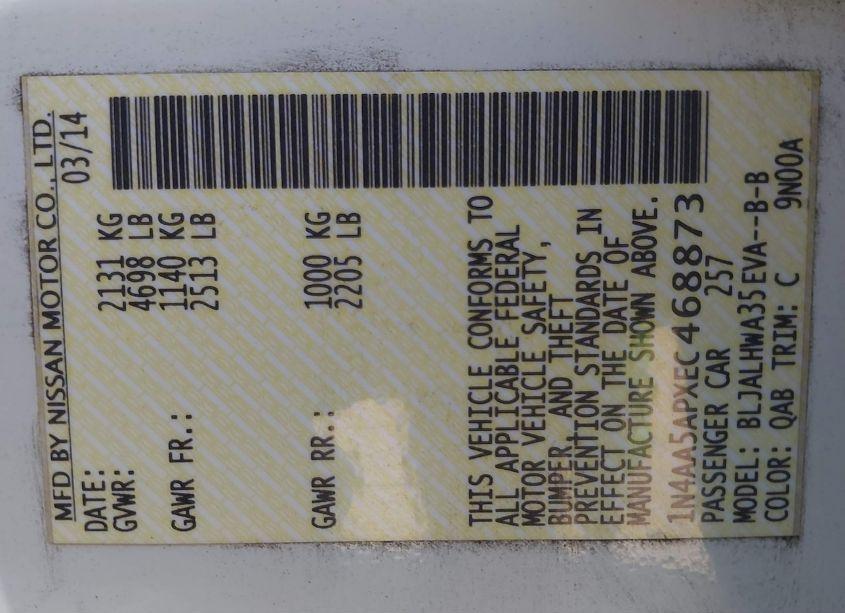 MFD BY NISSAN MOTOR CO., LTD.
DATE: 03/14
GVWR: 2131 KG
4698 LB
GAWR FR.: 1140 KG
2513 LB
GAWR RR.: 1000 KG
2205 LB
THIS VEHICLE CONFORMS TO
ALL APPLICABLE FEDERAL
MOTOR VEHICLE SAFETY,
BUMPER, AND THEFT
PREVENTION STANDARDS IN
EFFECT ON THE DATE OF
MANUFACTURE SHOWN ABOVE.
1N4AA5APXEC468873
PASSENGER CAR 257
MODEL: BLJALHWA35EVA--B-B
COLOR: QAB TRIM: C 9N00A